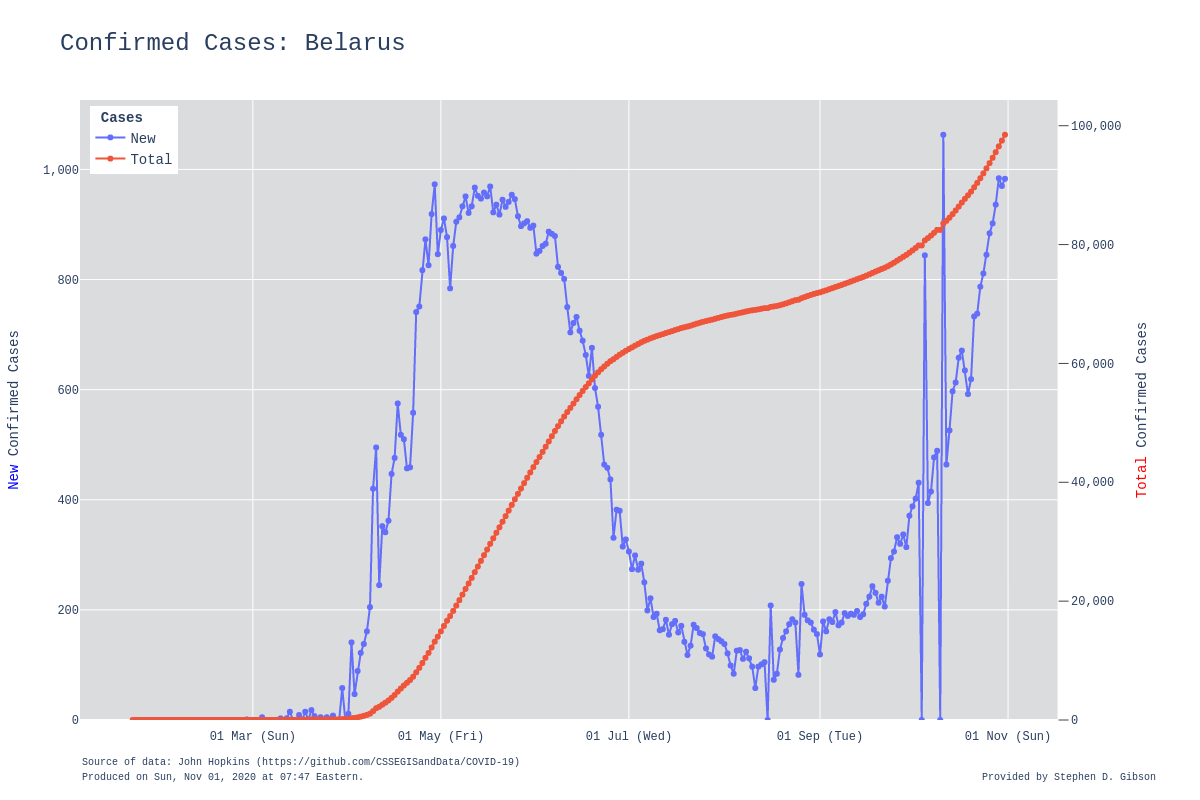 Confirmed Cases: Belarus
Cases
New
Total
1,000
800
600
400
200
0
New Confirmed Cases
100,000
80,000
60,000
40,000
20,000
0
Total Confirmed Cases
01 Mar (Sun)
01 May (Fri)
01 Jul (Wed)
01 Sep (Tue)
01 Nov (Sun)
Source of data: John Hopkins (https://github.com/CSSEGISandData/COVID-19)
Produced on Sun, Nov 01, 2020 at 07:47 Eastern.
Provided by Stephen D. Gibson